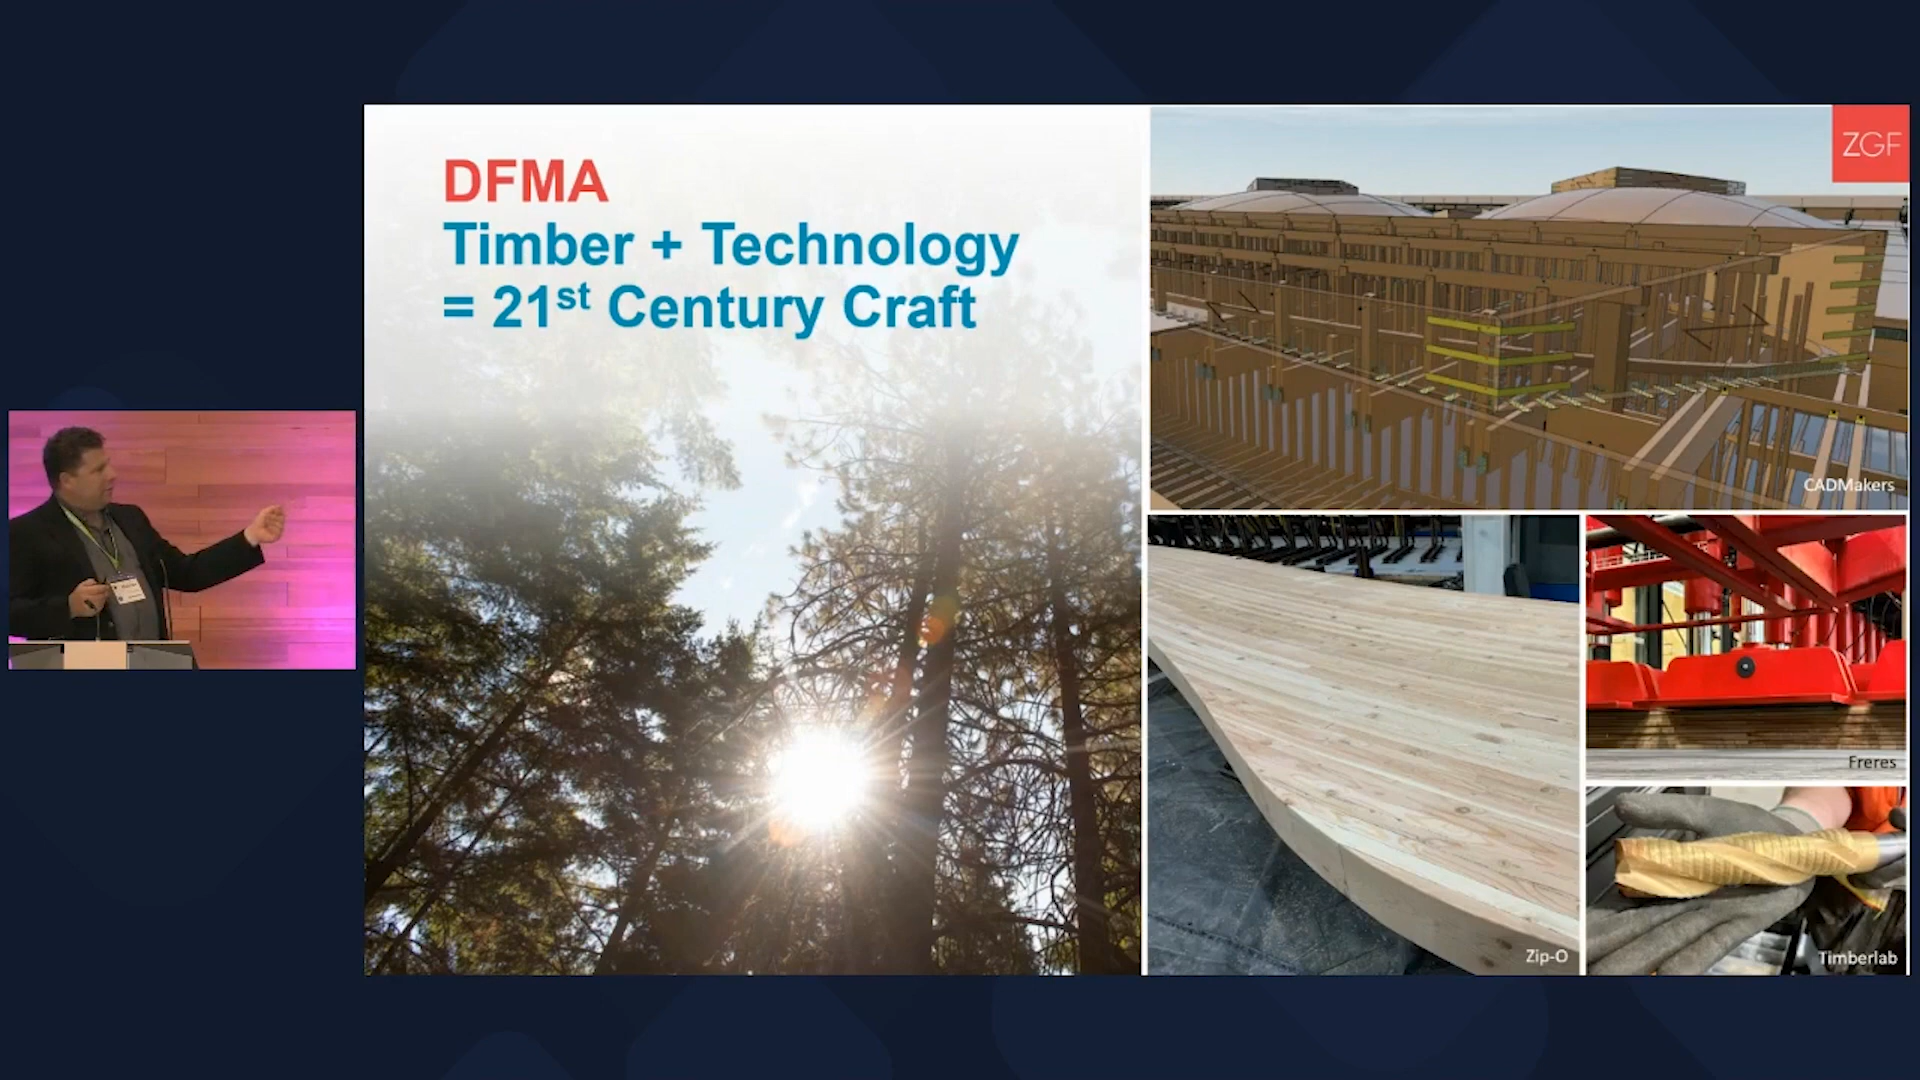 DFMA
Timber + Technology
= 21st Century Craft
ZGF
CADMakers
Freres
Zip-O
Timberlab